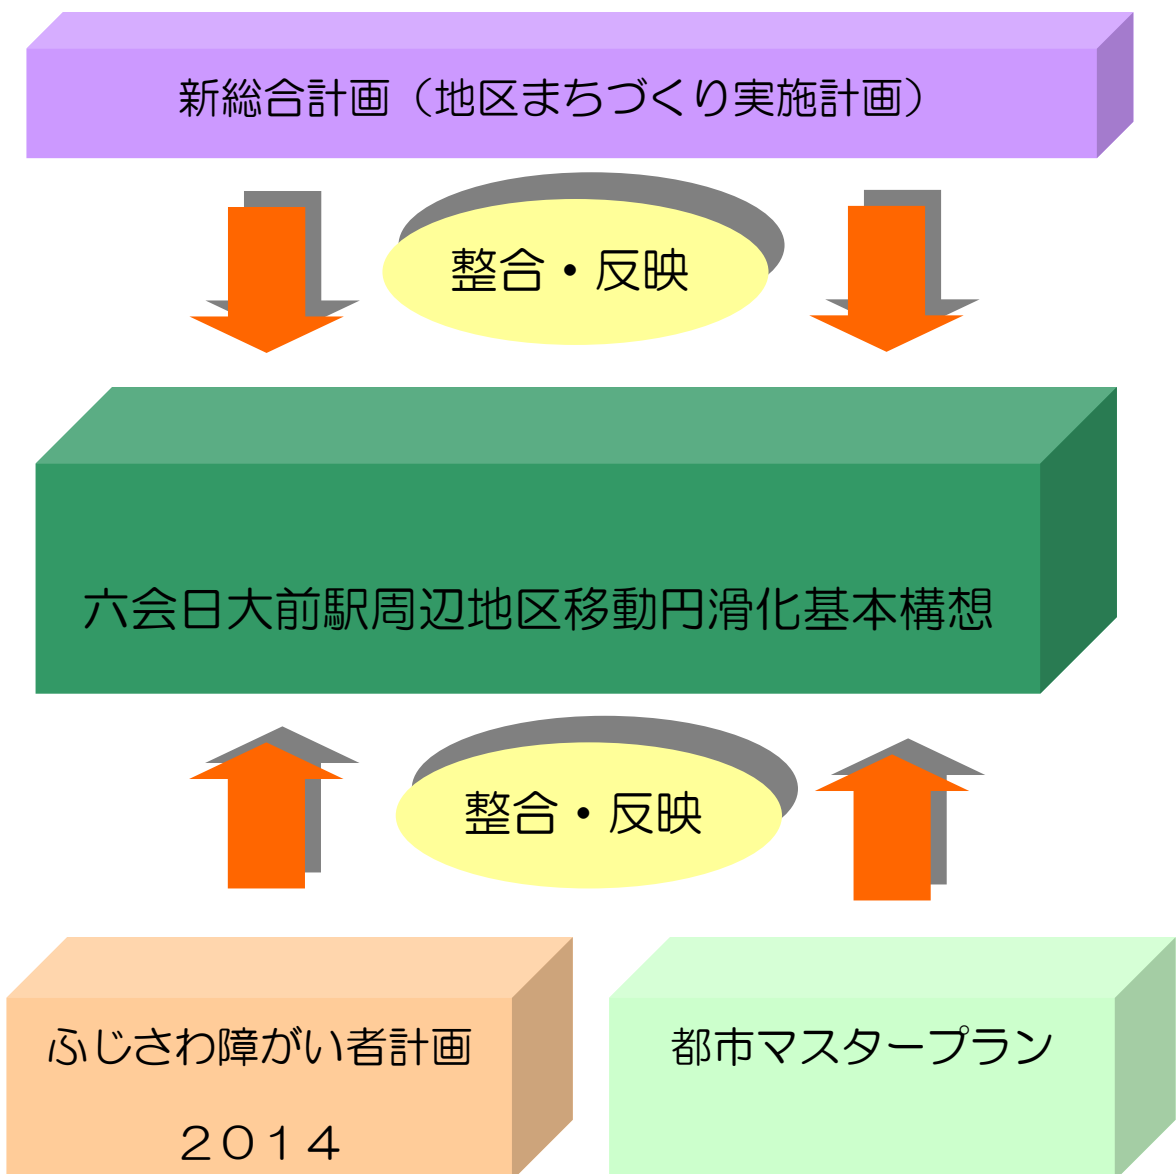 新総合計画（地区まちづくり実施計画）
整合・反映
六会日大前駅周辺地区移動円滑化基本構想
整合・反映
ふじさわ障がい者計画
２０１４
都市マスタープラン